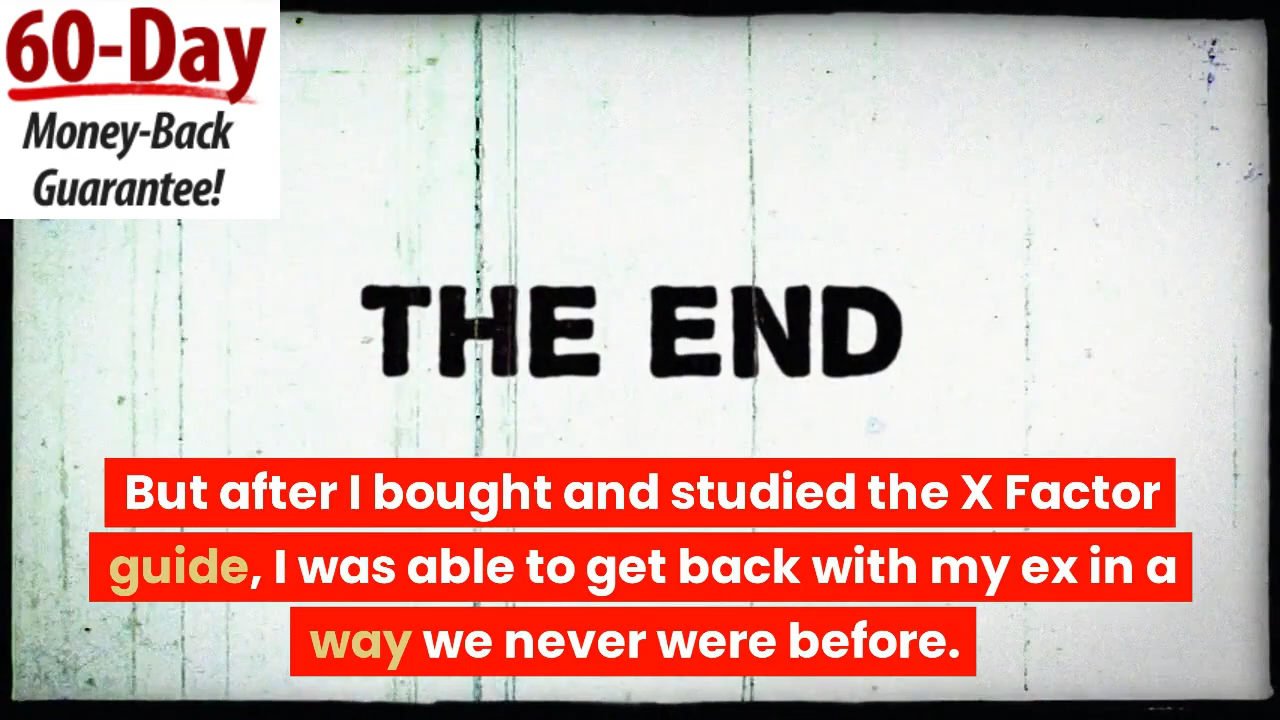 60-Day
Money-Back
Guarantee!
THE END
But after I bought and studied the X Factor
guide, I was able to get back with my ex in a
way we never were before.